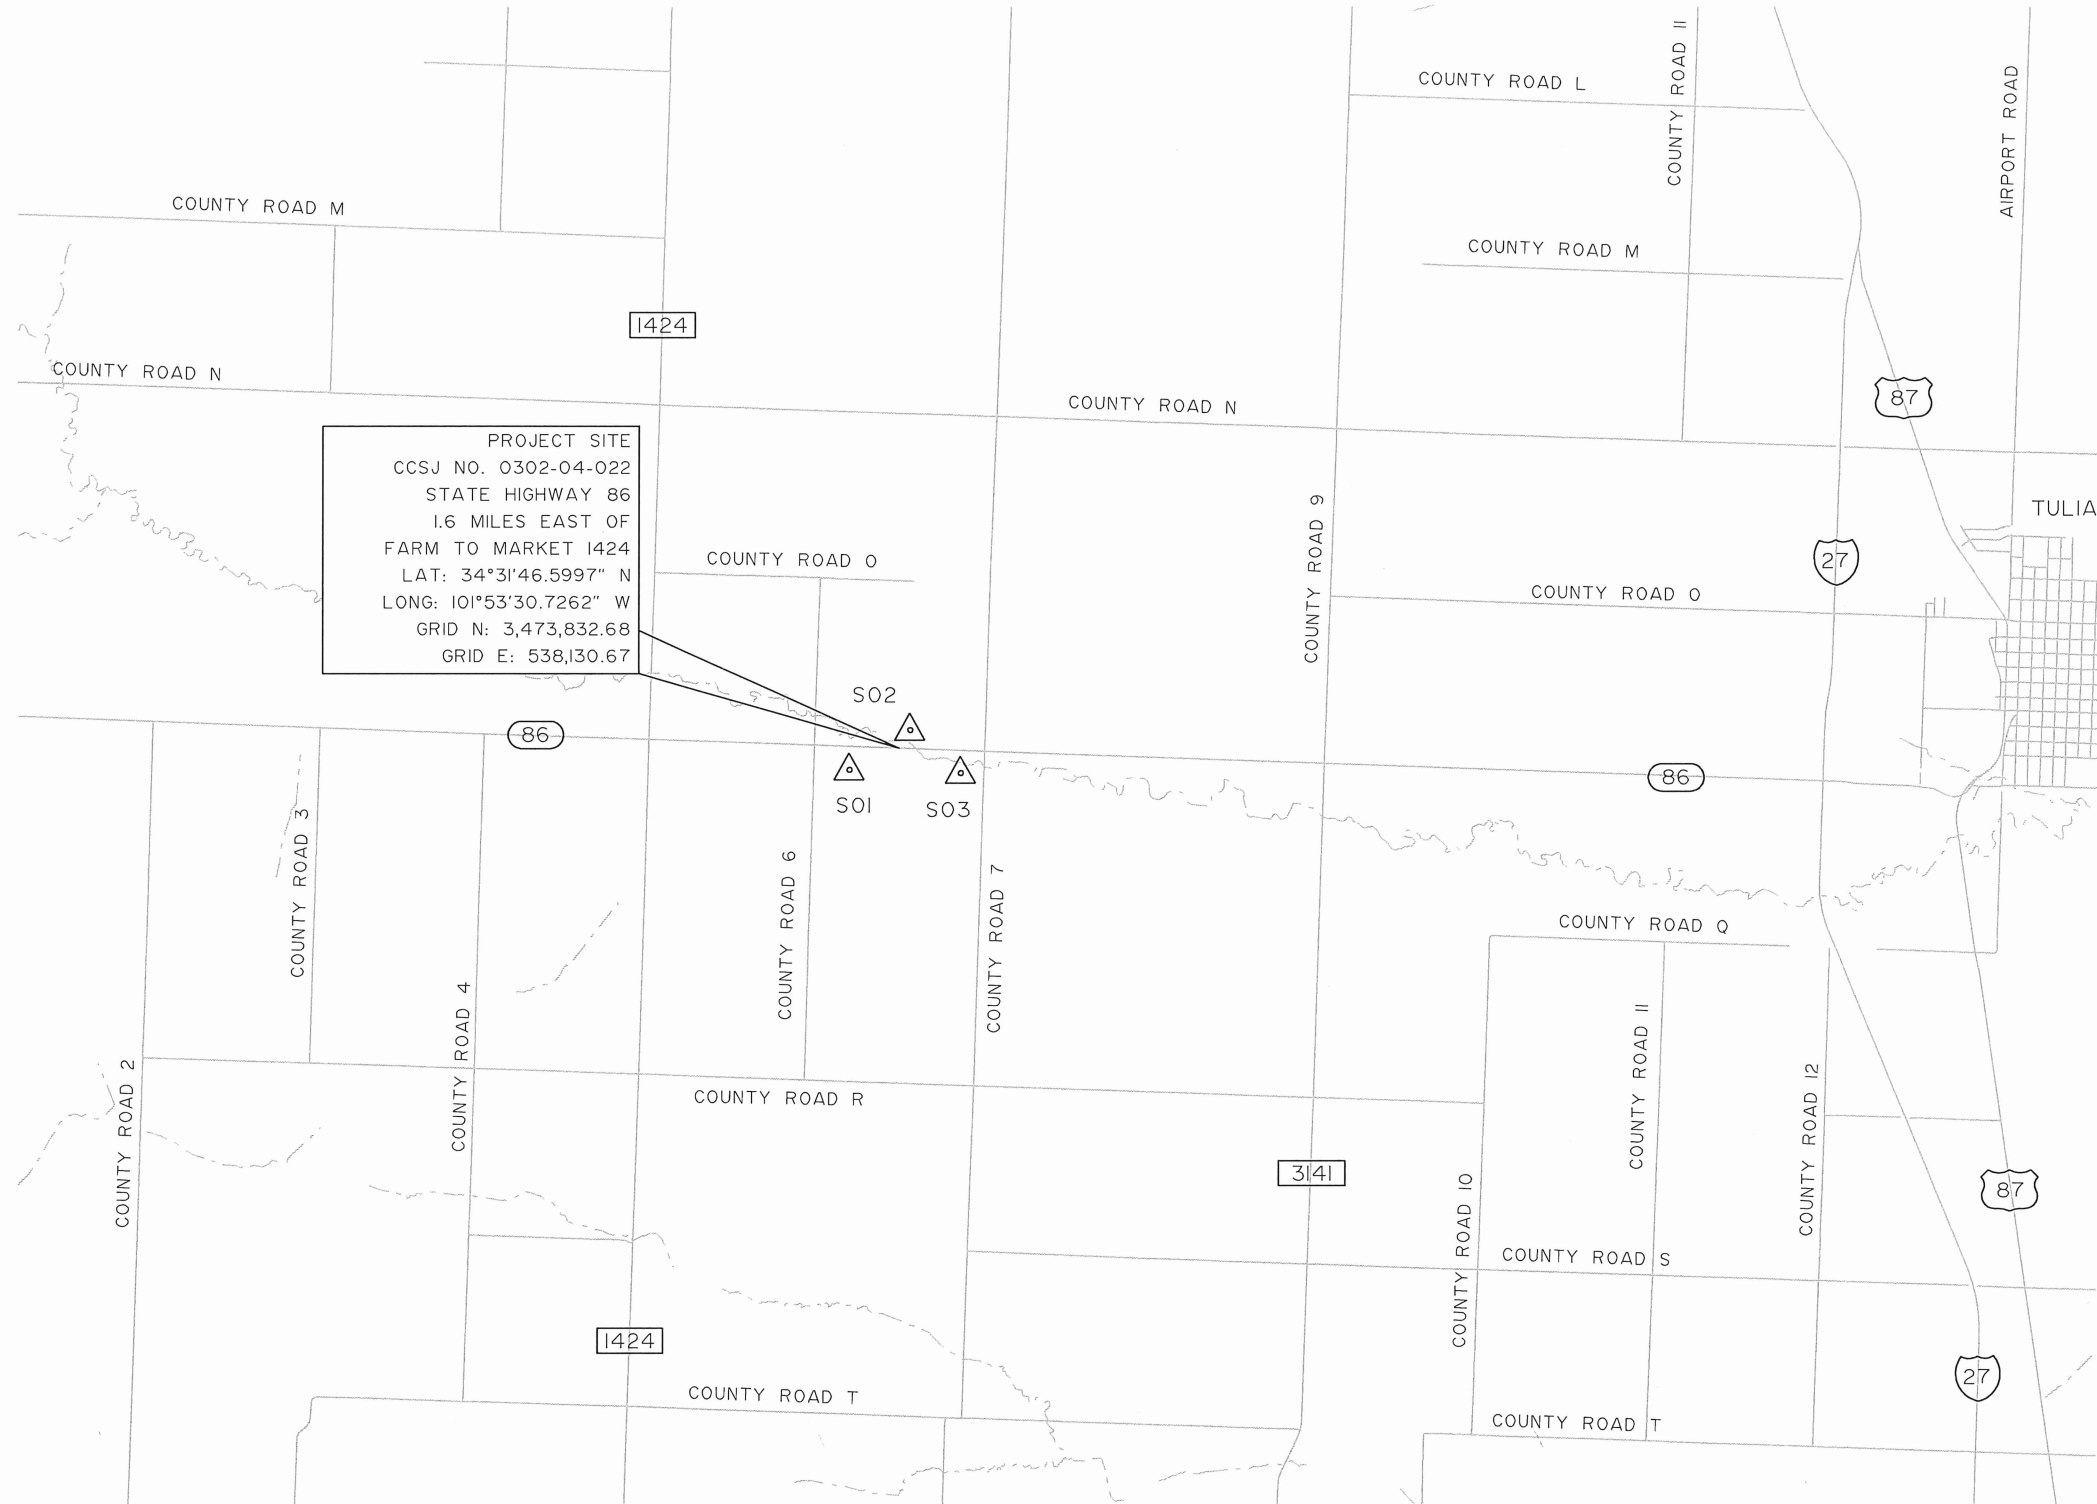 COUNTY ROAD L
COUNTY ROAD 11
AIRPORT ROAD
COUNTY ROAD M
COUNTY ROAD M
1424
COUNTY ROAD N
COUNTY ROAD N
87
PROJECT SITE
CCSJ NO. 0302-04-022
STATE HIGHWAY 86
1.6 MILES EAST OF
FARM TO MARKET 1424
LAT: 34°31'46.5997" N
LONG: 101°53'30.7262" W
GRID N: 3,473,832.68
GRID E: 538,130.67
TULIA
COUNTY ROAD 9
27
COUNTY ROAD O
COUNTY ROAD O
S02
86
86
S01
S03
COUNTY ROAD 3
COUNTY ROAD 6
COUNTY ROAD 7
COUNTY ROAD Q
COUNTY ROAD 4
COUNTY ROAD 11
COUNTY ROAD 2
COUNTY ROAD 12
COUNTY ROAD R
3141
COUNTY ROAD 10
87
COUNTY ROAD S
1424
27
COUNTY ROAD T
COUNTY ROAD T